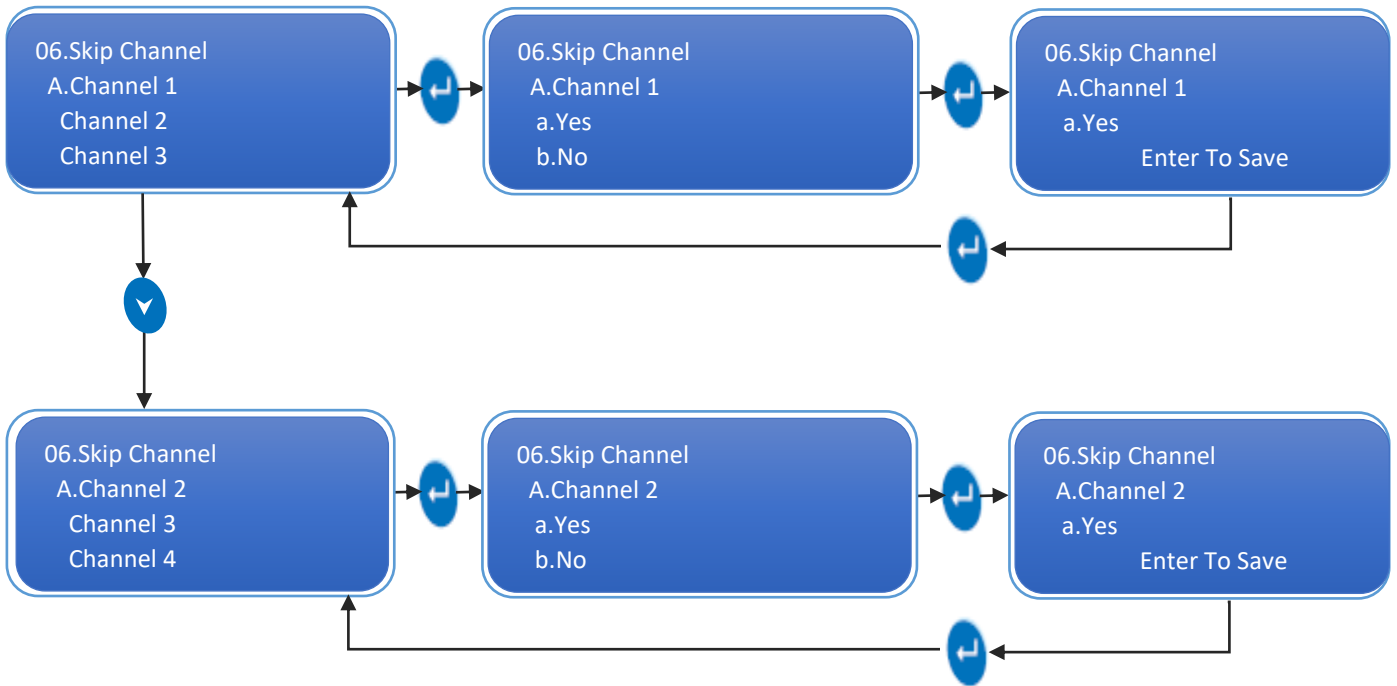 06.Skip Channel
A.Channel 1
Channel 2
Channel 3
06.Skip Channel
A.Channel 1
a.Yes
b.No
06.Skip Channel
A.Channel 1
a.Yes
Enter To Save
06.Skip Channel
A.Channel 2
Channel 3
Channel 4
06.Skip Channel
A.Channel 2
a.Yes
b.No
06.Skip Channel
A.Channel 2
a.Yes
Enter To Save